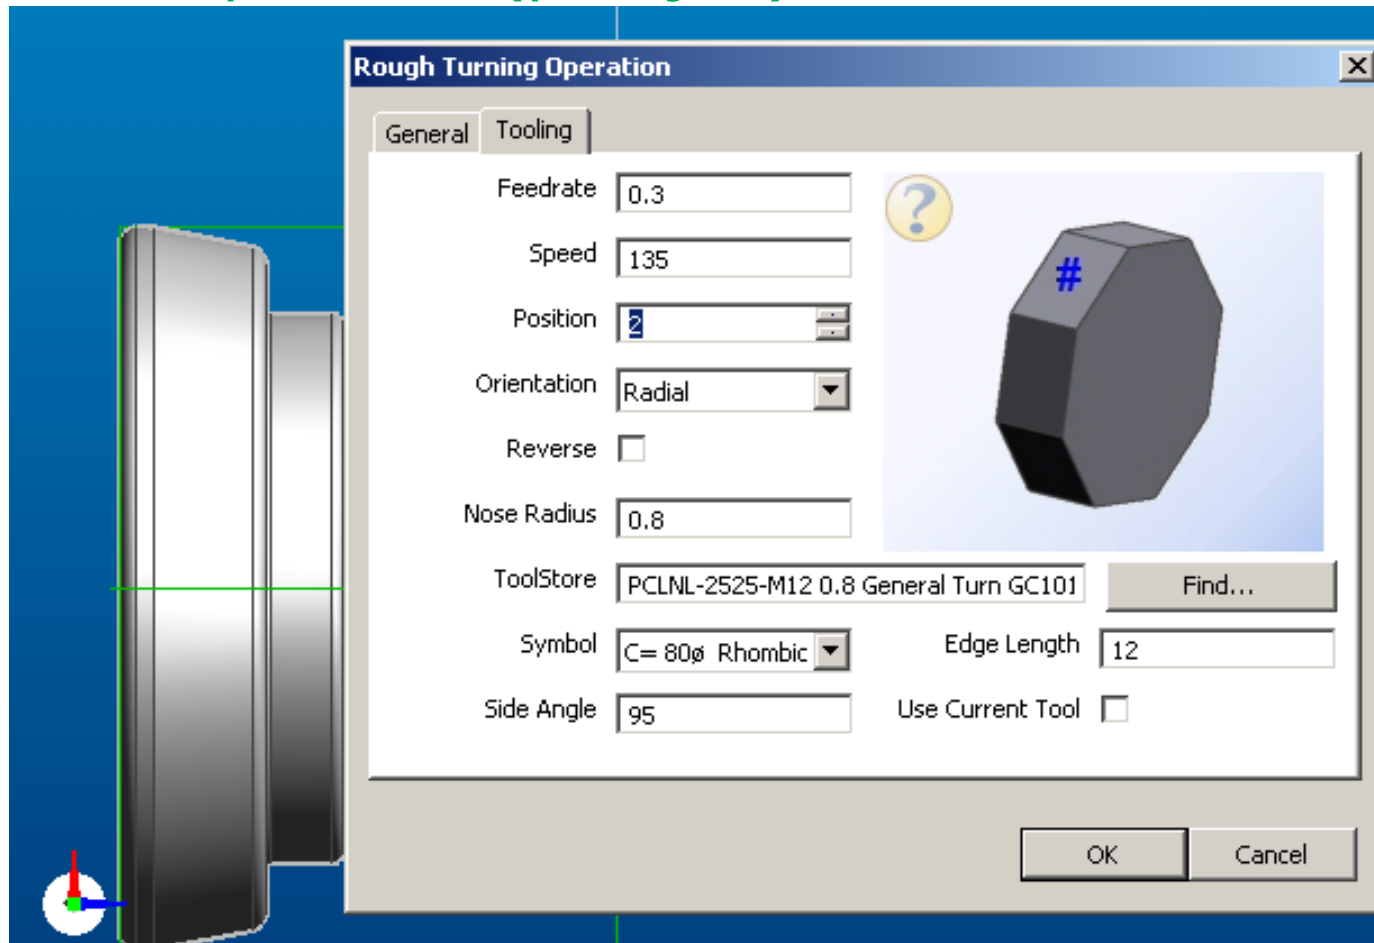 Rough Turning Operation
General Tooling
Feedrate 0.3
Speed 135
Position 2
Orientation Radial
Reverse
Nose Radius 0.8
ToolStore PCLNL-2525-M12 0.8 General Turn GC101 Find...
Symbol C= 80ø Rhombic Edge Length 12
Side Angle 95 Use Current Tool
OK Cancel
#
?